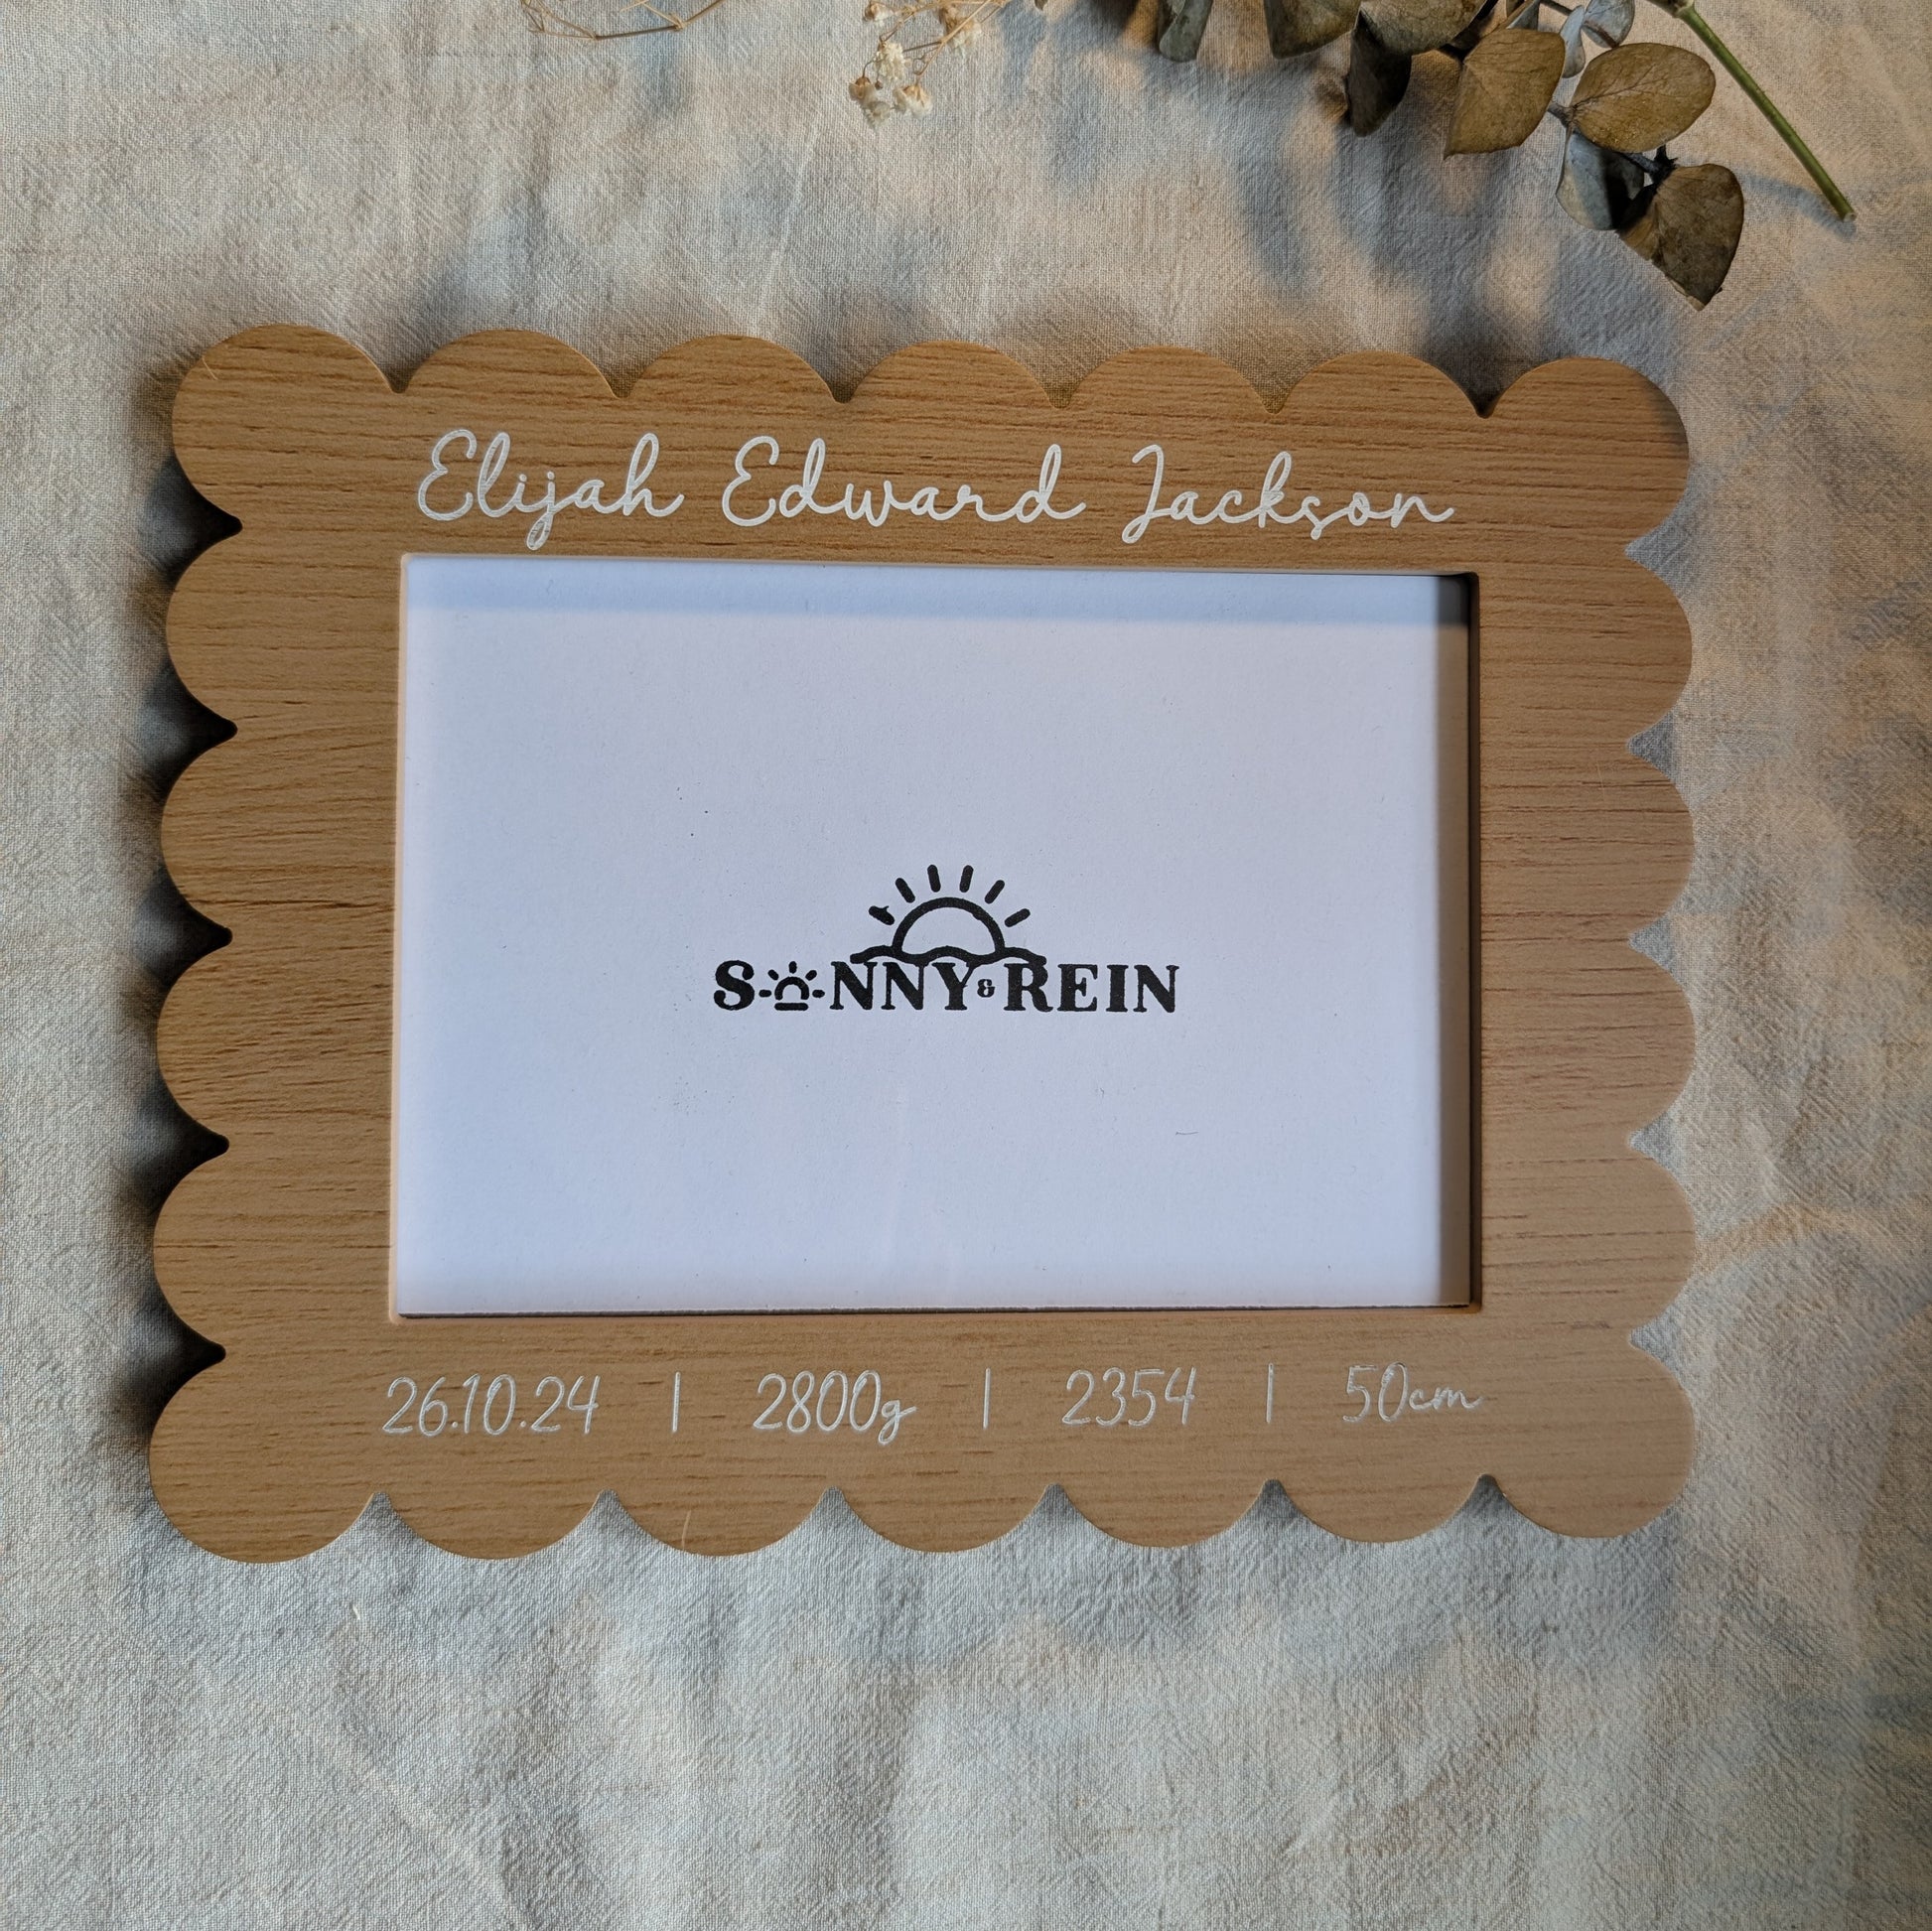 Elijah Edward Jackson
SONNY & REIN
26.10.24 | 2800g | 2354 | 50cm